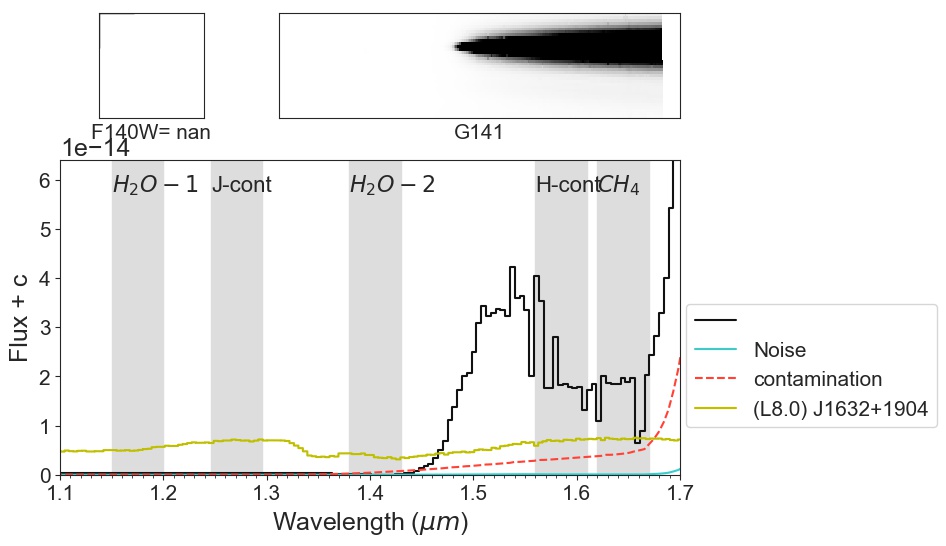 F140W= nan
G141
1e−14
H₂O − 1 J-cont H₂O − 2 H-cont CH₄
6
5
4
3
2
1
0
Flux + c
1.1 1.2 1.3 1.4 1.5 1.6 1.7
Wavelength (μm)
Noise
contamination
(L8.0) J1632+1904